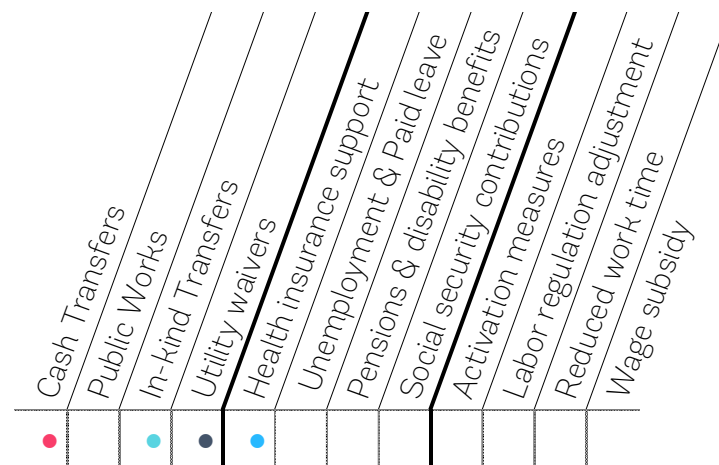 Cash Transfers
Public Works
In-kind Transfers
Utility waivers
Health insurance support
Unemployment & Paid leave
Pensions & disability benefits
Social security contributions
Activation measures
Labor regulation adjustment
Reduced work time
Wage subsidy